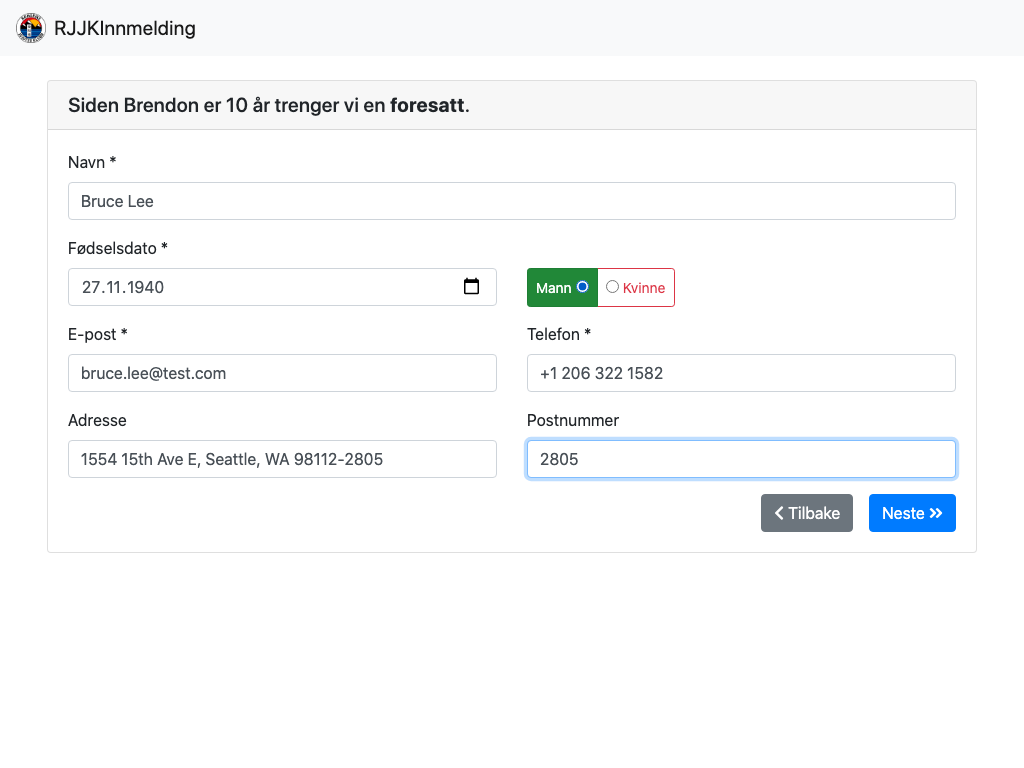 RJJKInnmelding
Siden Brendon er 10 år trenger vi en foresatt.
Navn *
Bruce Lee
Fødselsdato *
27.11.1940
Mann
Kvinne
E-post *
Telefon *
bruce.lee@test.com
+1 206 322 1582
Adresse
Postnummer
1554 15th Ave E, Seattle, WA 98112-2805
2805
Tilbake
Neste